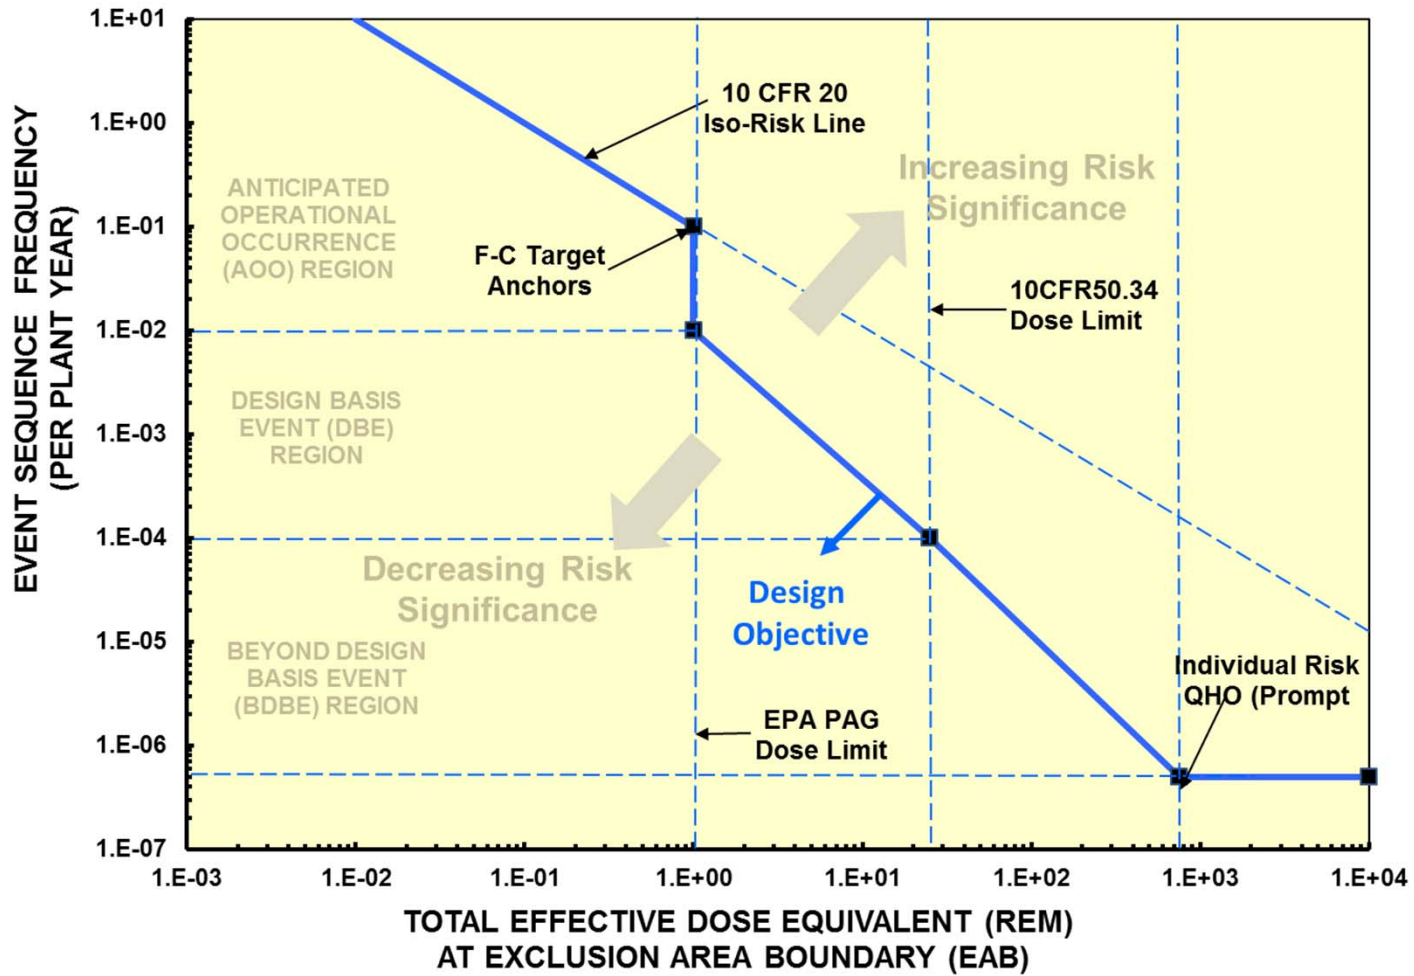 1.E+01
1.E+00
1.E-01
1.E-02
1.E-03
1.E-04
1.E-05
1.E-06
1.E-07
EVENT SEQUENCE FREQUENCY
(PER PLANT YEAR)
10 CFR 20
Iso-Risk Line
Increasing Risk
Significance
ANTICIPATED
OPERATIONAL
OCCURRENCE
(AOO) REGION
F-C Target
Anchors
10CFR50.34
Dose Limit
DESIGN BASIS
EVENT (DBE)
REGION
Decreasing Risk
Significance
Design
Objective
BEYOND DESIGN
BASIS EVENT
(BDBE) REGION
Individual Risk
QHO (Prompt
EPA PAG
Dose Limit
1.E-03
1.E-02
1.E-01
1.E+00
1.E+01
1.E+02
1.E+03
1.E+04
TOTAL EFFECTIVE DOSE EQUIVALENT (REM)
AT EXCLUSION AREA BOUNDARY (EAB)